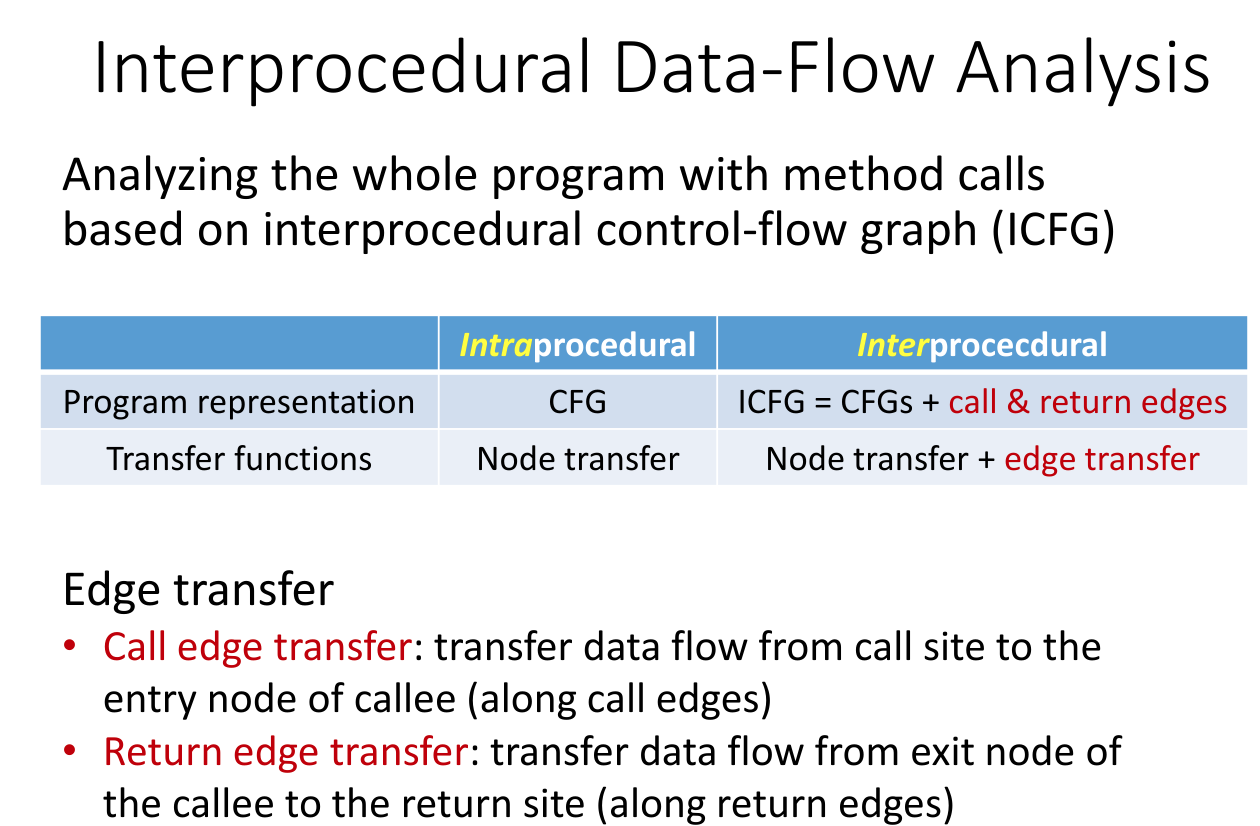 Interprocedural Data-Flow Analysis
Analyzing the whole program with method calls
based on interprocedural control-flow graph (ICFG)
Intraprocedural Interprocecdural
Program representation CFG ICFG = CFGs + call & return edges
Transfer functions Node transfer Node transfer + edge transfer
Edge transfer
• Call edge transfer: transfer data flow from call site to the
entry node of callee (along call edges)
• Return edge transfer: transfer data flow from exit node of
the callee to the return site (along return edges)